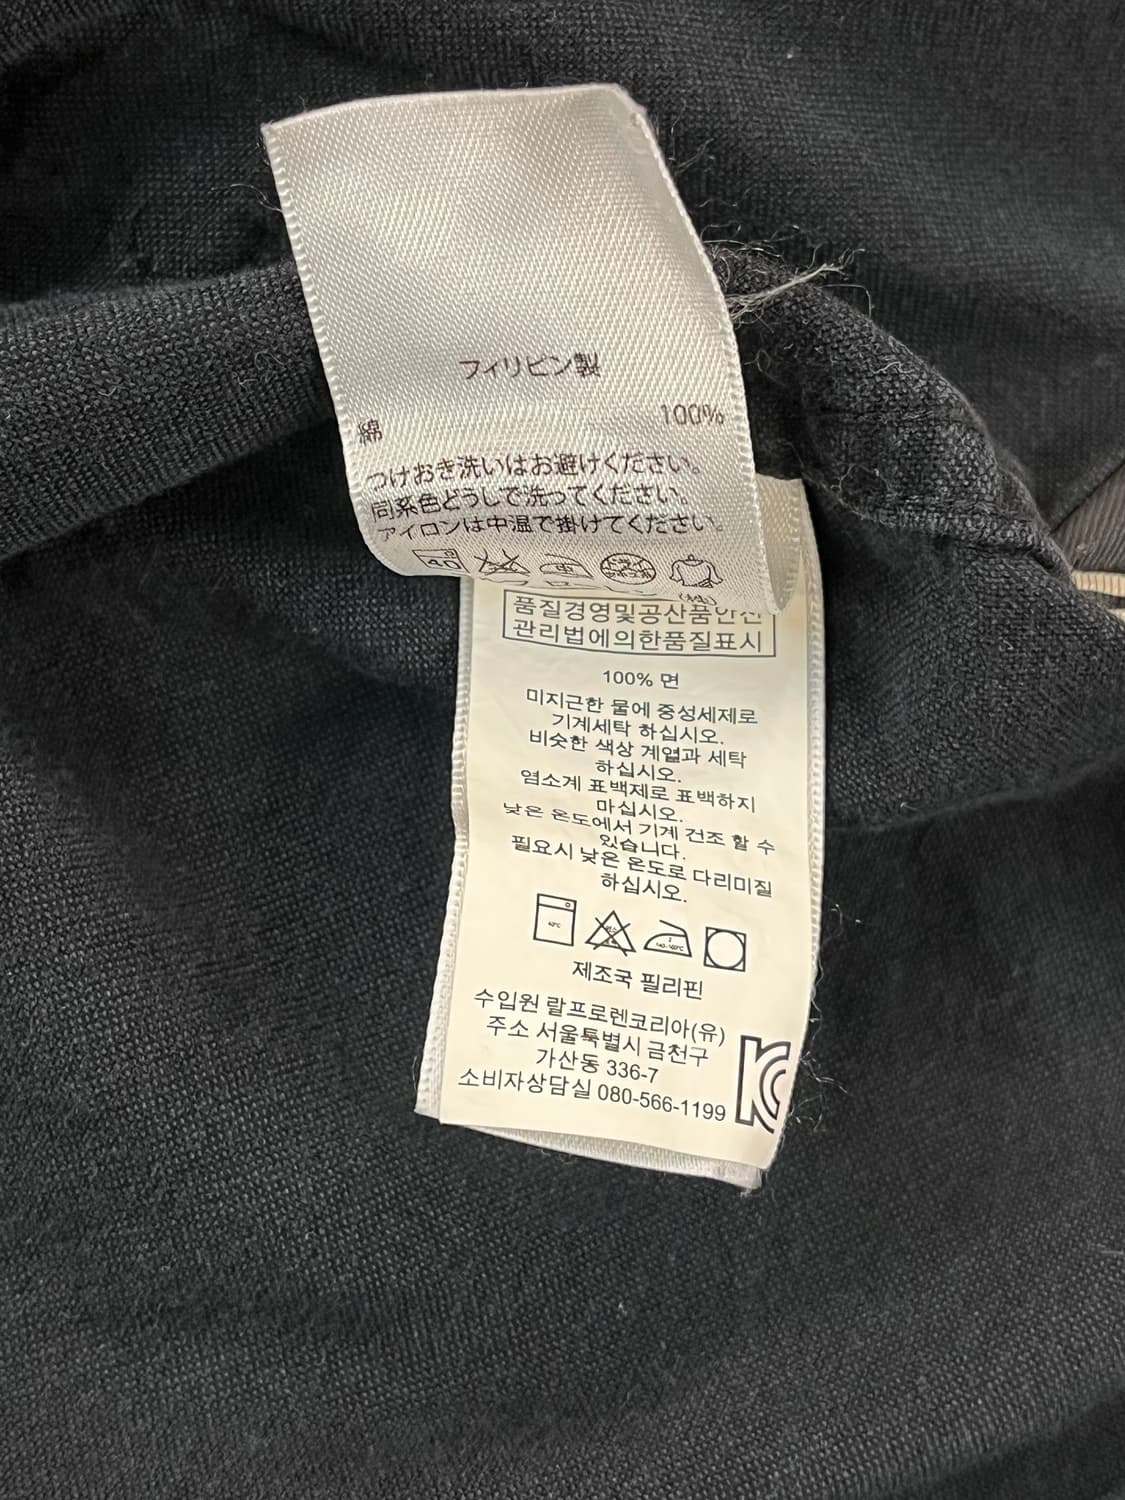 フィリピン製
綿 100%
つけおき洗いはお避けください。
同系色どうしで洗ってください。
アイロンは中温で掛けてください。
40
품질경영및공산품안전
관리법에의한품질표시
100% 면
미지근한 물에 중성세제로
기계세탁 하십시오.
비슷한 색상 계열과 세탁
하십시오.
염소계 표백제로 표백하지
마십시오.
낮은 온도에서 기계 건조 할 수
있습니다.
필요시 낮은 온도로 다리미질
하십시오.
제조국 필리핀
수입원 랄프로렌코리아(유)
주소 서울특별시 금천구
가산동 336-7
소비자상담실 080-566-1199